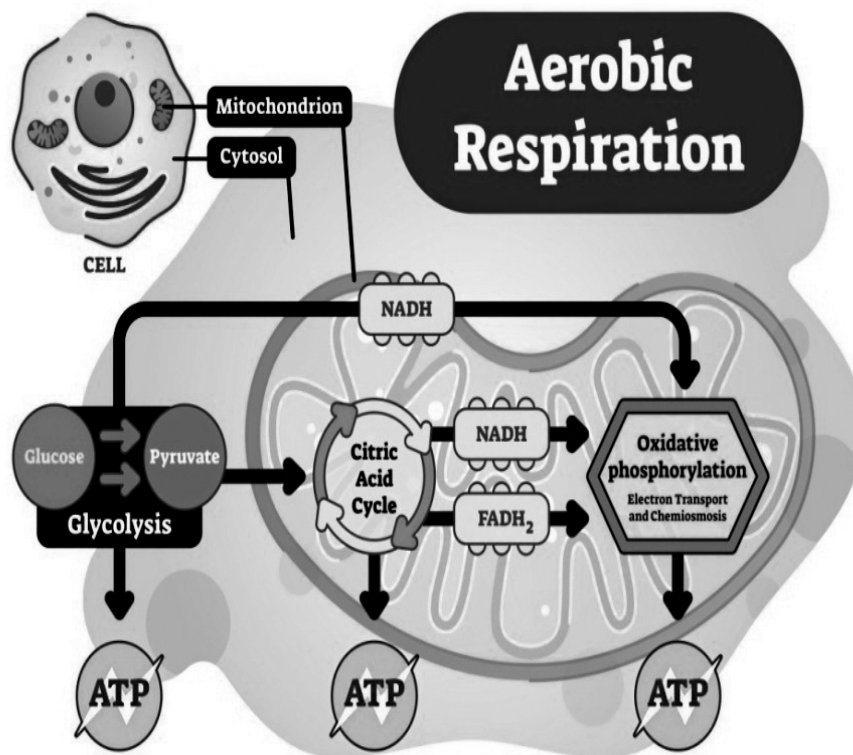 Aerobic
Respiration
Mitochondrion
Cytosol
CELL
NADH
Glucose
Pyruvate
Glycolysis
Citric
Acid
Cycle
NADH
FADH₂
Oxidative
phosphorylation
Electron Transport
and Chemiosmosis
ATP
ATP
ATP